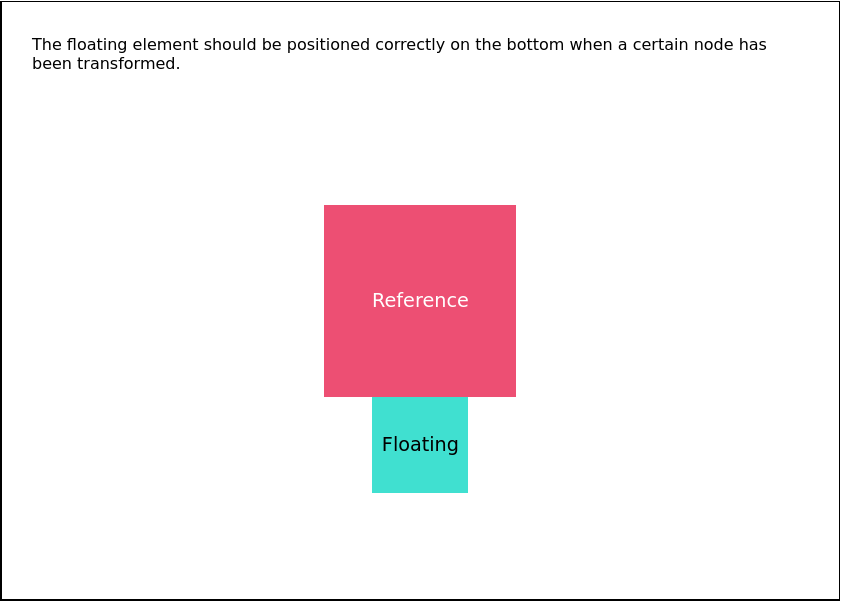 The floating element should be positioned correctly on the bottom when a certain node has
been transformed.
Reference
Floating